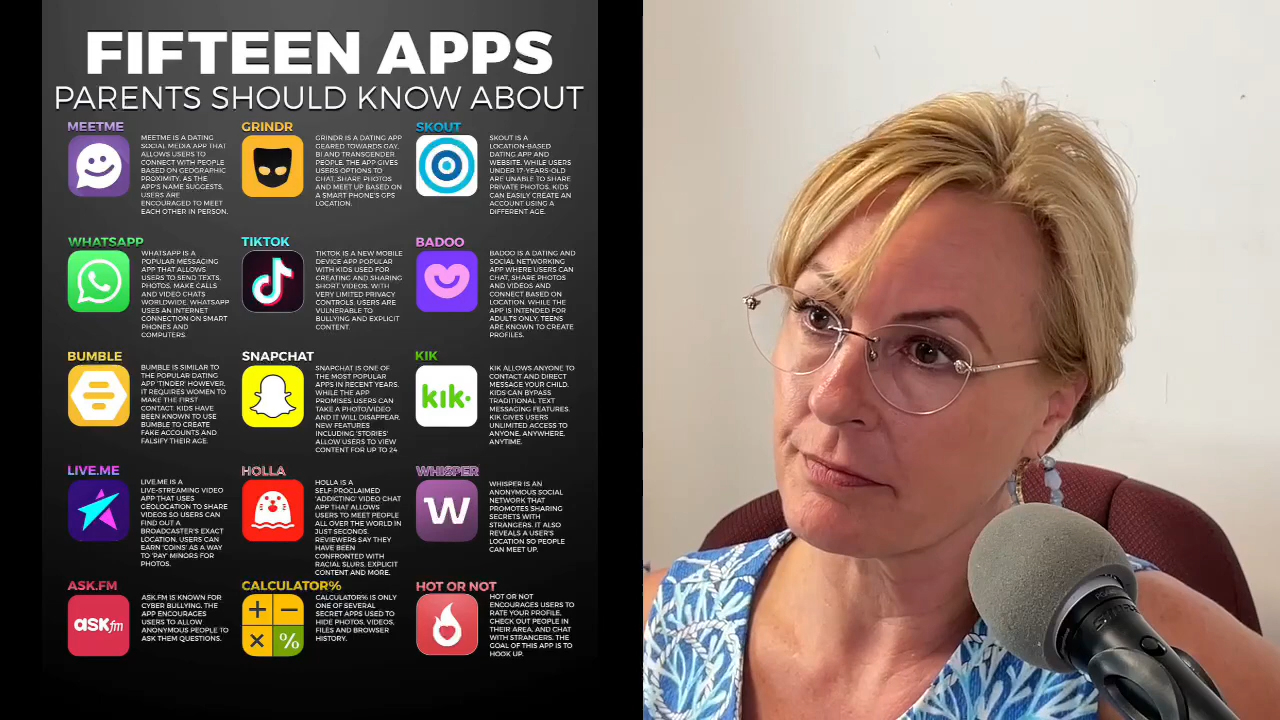 FIFTEEN APPS
PARENTS SHOULD KNOW ABOUT
MEETME
MEETME IS A DATING
SOCIAL MEDIA APP THAT
ALLOWS USERS TO
CONNECT WITH PEOPLE
BASED ON GEOGRAPHIC
PROXIMITY. AS THE
APP'S NAME SUGGESTS,
USERS ARE
ENCOURAGED TO MEET
EACH OTHER IN PERSON.
GRINDR
GRINDR IS A DATING APP
GEARED TOWARDS GAY,
BI AND TRANSGENDER
PEOPLE. THE APP GIVES
USERS OPTIONS TO
CHAT, SHARE PHOTOS
AND MEET UP BASED ON
A SMART PHONE'S GPS
LOCATION.
SKOUT
SKOUT IS A
LOCATION-BASED
DATING APP AND
WEBSITE. WHILE USERS
UNDER 17-YEARS-OLD
ARE UNABLE TO SHARE
PRIVATE PHOTOS, KIDS
CAN EASILY CREATE AN
ACCOUNT USING A
DIFFERENT AGE.
WHATSAPP
WHATSAPP IS A
POPULAR MESSAGING
APP THAT ALLOWS
USERS TO SEND TEXTS,
PHOTOS, MAKE CALLS
AND VIDEO CHATS
WORLDWIDE. WHATSAPP
USES AN INTERNET
CONNECTION ON SMART
PHONES AND
COMPUTERS.
TIKTOK
TIKTOK IS A NEW MOBILE
DEVICE APP POPULAR
WITH KIDS USED FOR
CREATING AND SHARING
SHORT VIDEOS. WITH
VERY LIMITED PRIVACY
CONTROLS, USERS ARE
VULNERABLE TO
BULLYING AND EXPLICIT
CONTENT.
BADOO
BADOO IS A DATING AND
SOCIAL NETWORKING
APP WHERE USERS CAN
CHAT, SHARE PHOTOS
AND VIDEOS AND
CONNECT BASED ON
LOCATION. WHILE THE
APP IS INTENDED FOR
ADULTS ONLY, TEENS
ARE KNOWN TO CREATE
PROFILES.
BUMBLE
BUMBLE IS SIMILAR TO
THE POPULAR DATING
APP 'TINDER' HOWEVER,
IT REQUIRES WOMEN TO
MAKE THE FIRST
CONTACT. KIDS HAVE
BEEN KNOWN TO USE
BUMBLE TO CREATE
FAKE ACCOUNTS AND
FALSIFY THEIR AGE.
SNAPCHAT
SNAPCHAT IS ONE OF
THE MOST POPULAR
APPS IN RECENT YEARS.
WHILE THE APP
PROMISES USERS CAN
TAKE A PHOTO/VIDEO
AND IT WILL DISAPPEAR,
NEW FEATURES
INCLUDING 'STORIES'
ALLOW USERS TO VIEW
CONTENT FOR UP TO 24
KIK
kik.
KIK ALLOWS ANYONE TO
CONTACT AND DIRECT
MESSAGE YOUR CHILD.
KIDS CAN BYPASS
TRADITIONAL TEXT
MESSAGING FEATURES.
KIK GIVES USERS
UNLIMITED ACCESS TO
ANYONE, ANYWHERE,
ANYTIME.
LIVE.ME
LIVE.ME IS A
LIVE-STREAMING VIDEO
APP THAT USES
GEOLOCATION TO SHARE
VIDEOS SO USERS CAN
FIND OUT A
BROADCASTER'S EXACT
LOCATION. USERS CAN
EARN 'COINS' AS A WAY
TO 'PAY' MINORS FOR
PHOTOS.
HOLLA
HOLLA IS A
SELF-PROCLAIMED
'ADDICTING' VIDEO CHAT
APP THAT ALLOWS
USERS TO MEET PEOPLE
ALL OVER THE WORLD IN
JUST SECONDS.
REVIEWERS SAY THEY
HAVE BEEN
CONFRONTED WITH
RACIAL SLURS, EXPLICIT
CONTENT AND MORE.
WHISPER
W
WHISPER IS AN
ANONYMOUS SOCIAL
NETWORK THAT
PROMOTES SHARING
SECRETS WITH
STRANGERS. IT ALSO
REVEALS A USER'S
LOCATION SO PEOPLE
CAN MEET UP.
ASK.FM
ASKfm
ASK.FM IS KNOWN FOR
CYBER BULLYING. THE
APP ENCOURAGES
USERS TO ALLOW
ANONYMOUS PEOPLE TO
ASK THEM QUESTIONS.
CALCULATOR%
+ −
× %
CALCULATOR% IS ONLY
ONE OF SEVERAL
SECRET APPS USED TO
HIDE PHOTOS, VIDEOS,
FILES AND BROWSER
HISTORY.
HOT OR NOT
HOT OR NOT
ENCOURAGES USERS TO
RATE YOUR PROFILE,
CHECK OUT PEOPLE IN
THEIR AREA, AND CHAT
WITH STRANGERS. THE
GOAL OF THIS APP IS TO
HOOK UP.